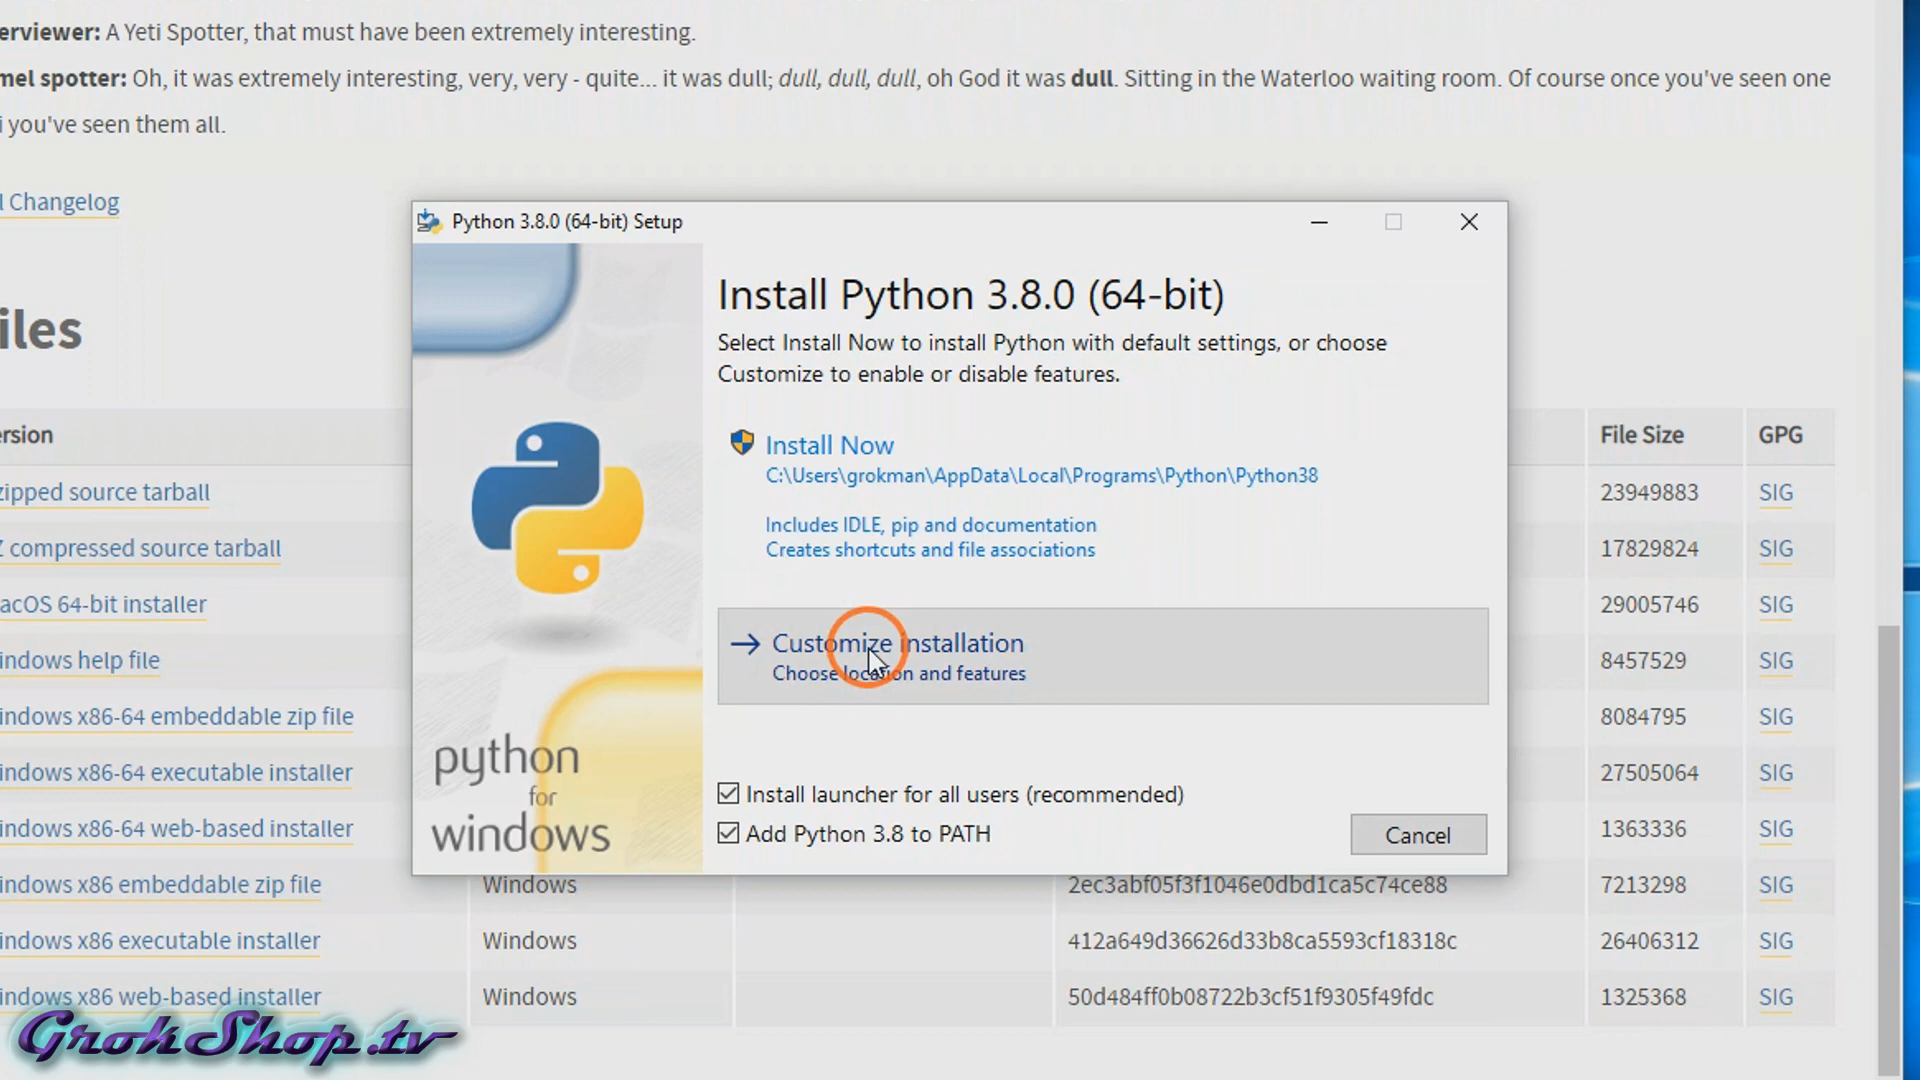 erviewer: A Yeti Spotter, that must have been extremely interesting.
mel spotter: Oh, it was extremely interesting, very, very - quite... it was dull; dull, dull, dull, oh God it was dull. Sitting in the Waterloo waiting room. Of course once you've seen one
i you've seen them all.
l Changelog
Python 3.8.0 (64-bit) Setup
Install Python 3.8.0 (64-bit)
Select Install Now to install Python with default settings, or choose
Customize to enable or disable features.
Install Now
C:\Users\grokman\AppData\Local\Programs\Python\Python38
Includes IDLE, pip and documentation
Creates shortcuts and file associations
Customize installation
Choose location and features
Install launcher for all users (recommended)
Add Python 3.8 to PATH
Cancel
python
for
windows
iles
ersion File Size GPG
zipped source tarball 23949883 SIG
Z compressed source tarball 17829824 SIG
acOS 64-bit installer 29005746 SIG
indows help file 8457529 SIG
indows x86-64 embeddable zip file 8084795 SIG
indows x86-64 executable installer 27505064 SIG
indows x86-64 web-based installer 1363336 SIG
indows x86 embeddable zip file Windows 2ec3abf05f3f1046e0dbd1ca5c74ce88 7213298 SIG
indows x86 executable installer Windows 412a649d36626d33b8ca5593cf18318c 26406312 SIG
indows x86 web-based installer Windows 50d484ff0b08722b3cf51f9305f49fdc 1325368 SIG
GrokShop.tv